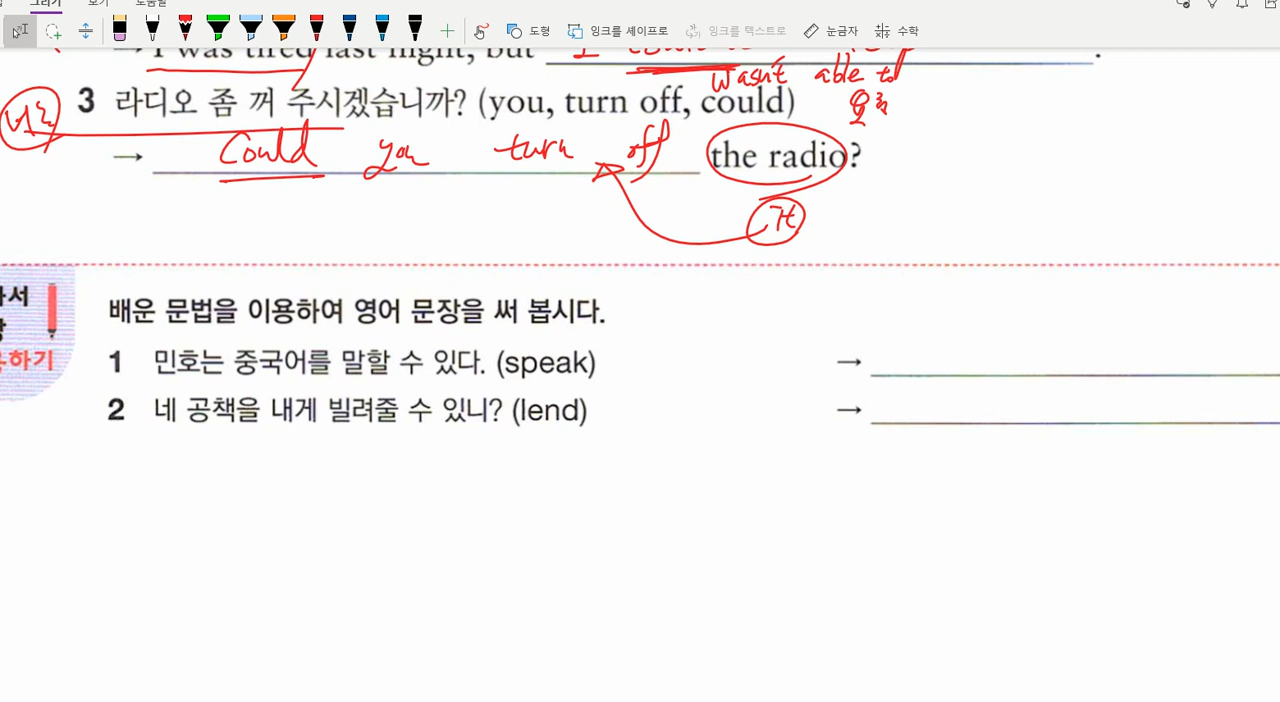 그리기 보기 도움말
도형 잉크를 셰이프로 잉크를 텍스트로 눈금자 수학
→ I was tired last night, but I .
wasn't able to
3 라디오 좀 꺼 주시겠습니까? (you, turn off, could)
→ Could you turn off the radio?
it
배운 문법을 이용하여 영어 문장을 써 봅시다.
1 민호는 중국어를 말할 수 있다. (speak) →
2 네 공책을 내게 빌려줄 수 있니? (lend) →